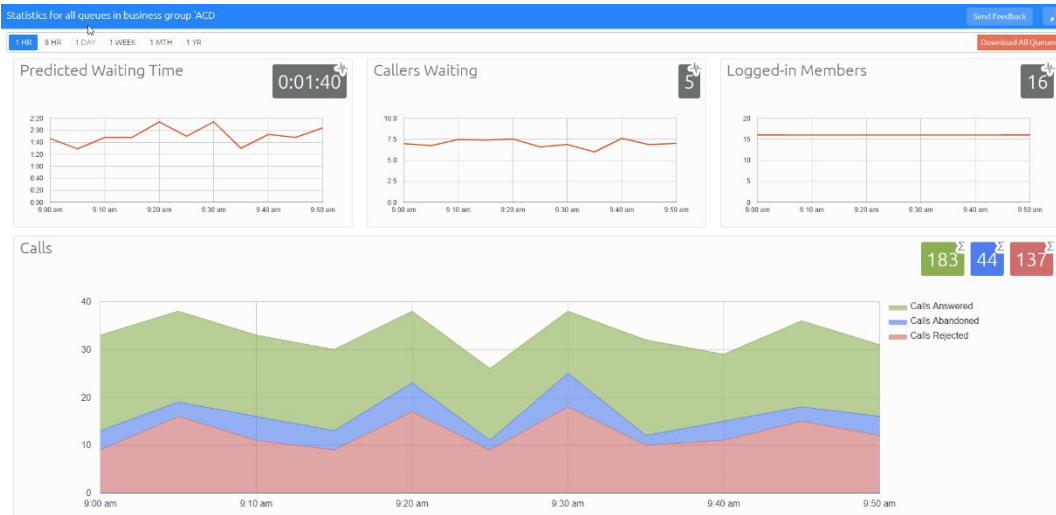 Statistics for all queues in business group 'ACD
Send Feedback
1 HR 8 HR 1 DAY 1 WEEK 1 MTH 1 YR
Download All Queues
Predicted Waiting Time
0:01:40
2:20
2:00
1:40
1:20
1:00
0:40
0:20
0:00
9:00 am 9:10 am 9:20 am 9:30 am 9:40 am 9:50 am
Callers Waiting
5
10.0
7.5
5.0
2.5
0.0
9:00 am 9:10 am 9:20 am 9:30 am 9:40 am 9:50 am
Logged-in Members
16
20
15
10
5
0
9:00 am 9:10 am 9:20 am 9:30 am 9:40 am 9:50 am
Calls
Σ Σ Σ
183 44 137
40
30
20
10
0
9:00 am 9:10 am 9:20 am 9:30 am 9:40 am 9:50 am
Calls Answered
Calls Abandoned
Calls Rejected